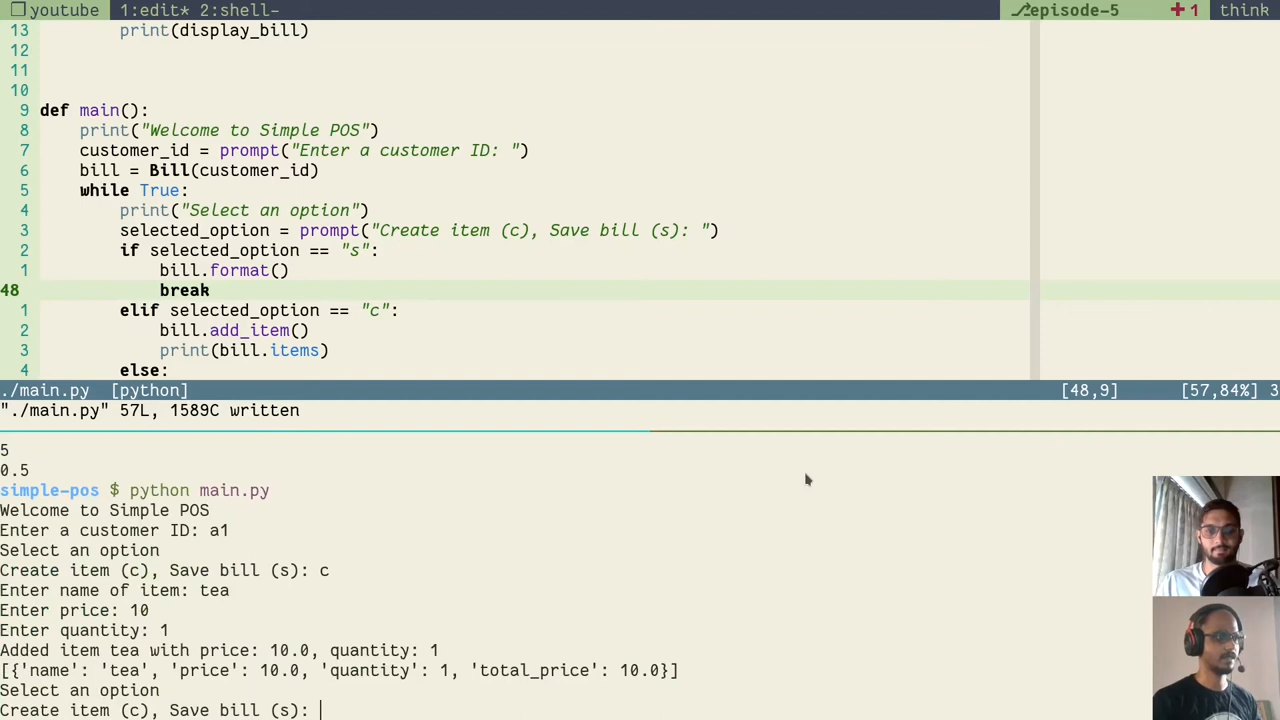 youtube 1:edit* 2:shell- episode-5 +1 think
13 print(display_bill)
12
11
10
9 def main():
8 print("Welcome to Simple POS")
7 customer_id = prompt("Enter a customer ID: ")
6 bill = Bill(customer_id)
5 while True:
4 print("Select an option")
3 selected_option = prompt("Create item (c), Save bill (s): ")
2 if selected_option == "s":
1 bill.format()
48 break
1 elif selected_option == "c":
2 bill.add_item()
3 print(bill.items)
4 else:
./main.py [python] [48,9] [57,84%] 3
"./main.py" 57L, 1589C written
5
0.5
simple-pos $ python main.py
Welcome to Simple POS
Enter a customer ID: a1
Select an option
Create item (c), Save bill (s): c
Enter name of item: tea
Enter price: 10
Enter quantity: 1
Added item tea with price: 10.0, quantity: 1
[{'name': 'tea', 'price': 10.0, 'quantity': 1, 'total_price': 10.0}]
Select an option
Create item (c), Save bill (s):